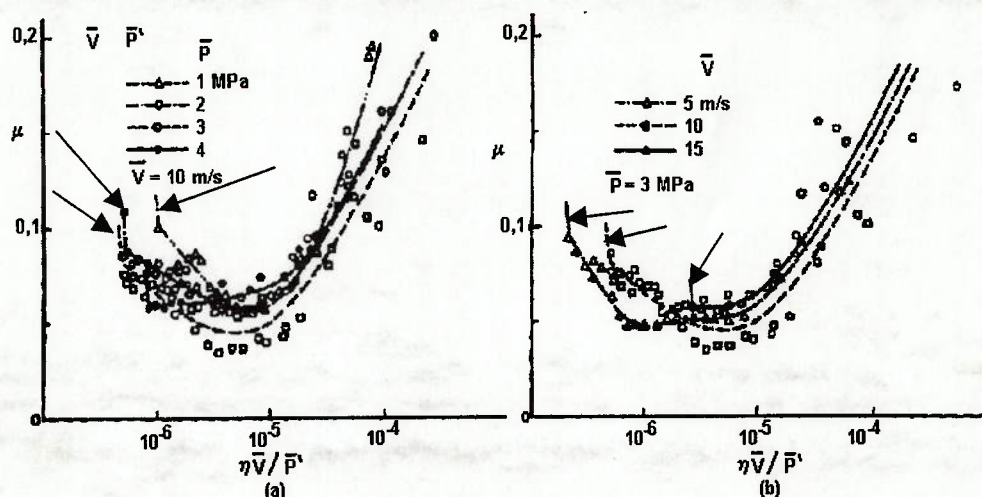 0,2
V̄ P̄‵
P̄
1 MPa
2
3
4
V̄ = 10 m/s
μ
0,1
0
10⁻⁶ 10⁻⁵ 10⁻⁴
ηV̄/P̄‵
(a)
0,2
V̄
5 m/s
10
15
μ
P̄ = 3 MPa
0,1
0
10⁻⁶ 10⁻⁵ 10⁻⁴
ηV̄/P̄‵
(b)